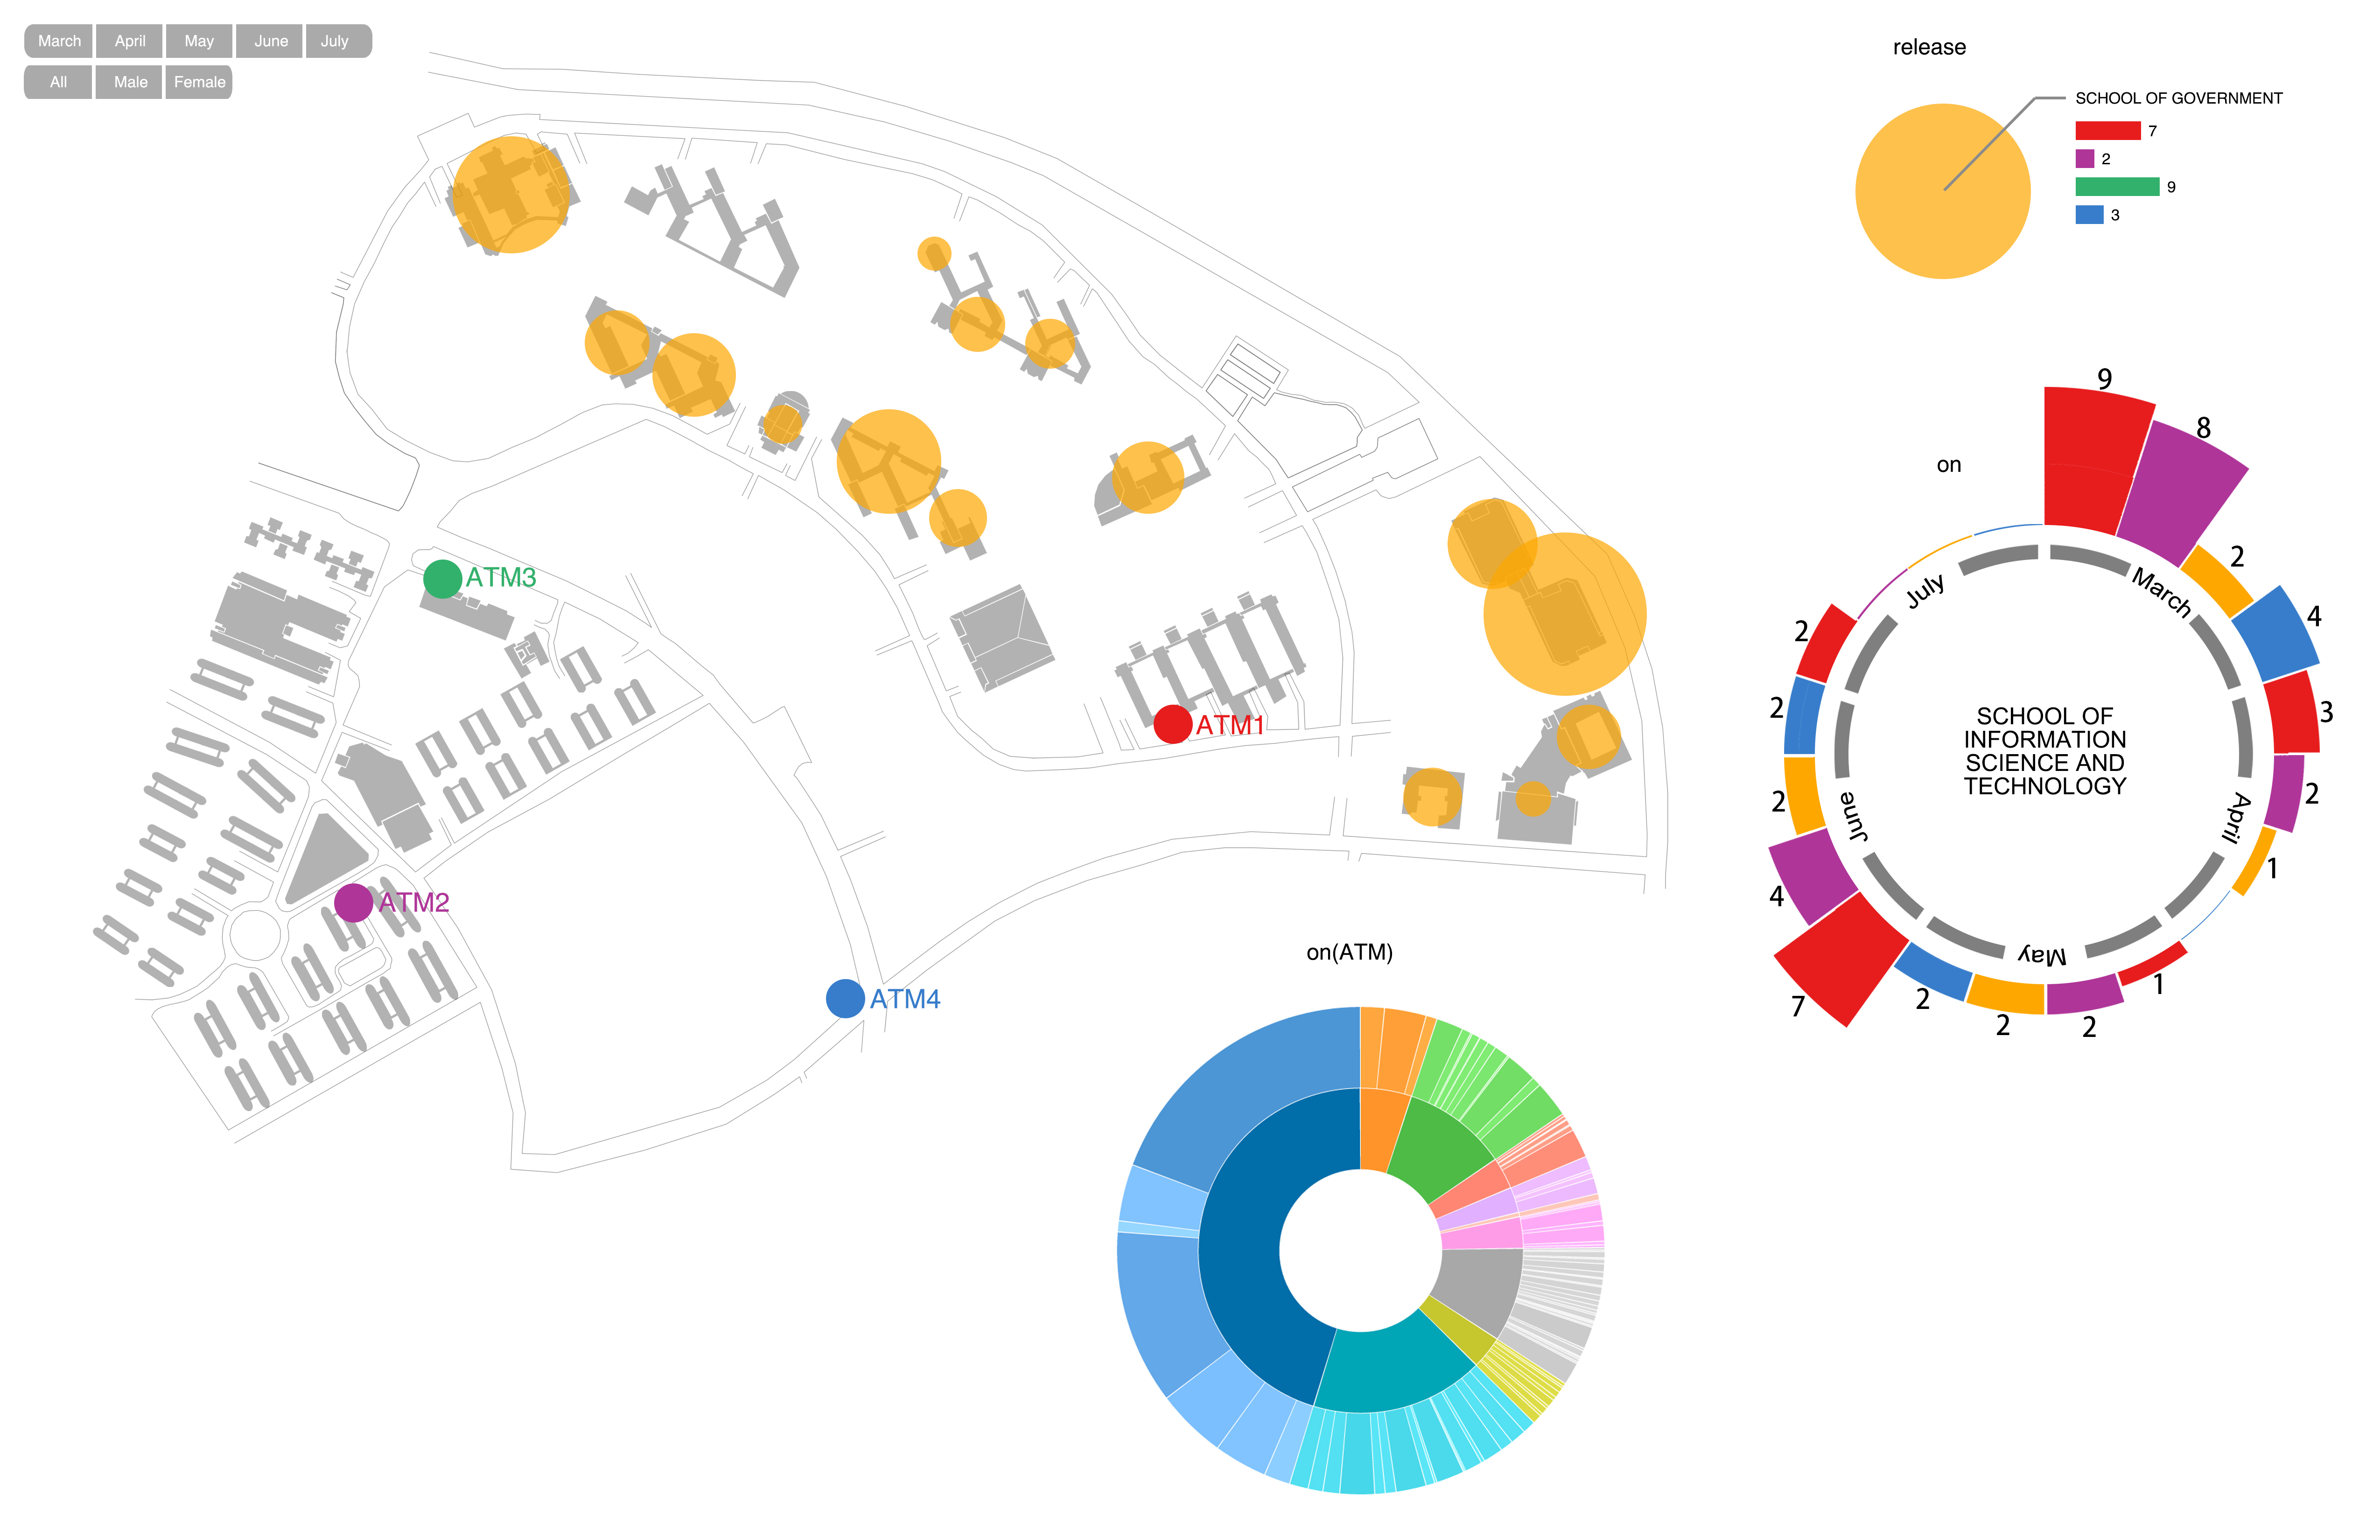 March April May June July
All Male Female
release
SCHOOL OF GOVERNMENT
7
2
9
3
ATM3
ATM1
ATM2
ATM4
on(ATM)
on
9
8
2
4
3
2
1
1
2
2
2
7
4
2
2
2
March
April
May
June
July
SCHOOL OF
INFORMATION
SCIENCE AND
TECHNOLOGY